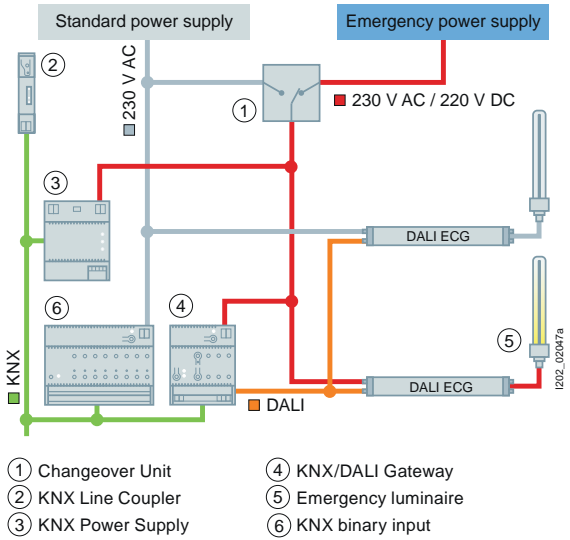 Standard power supply
Emergency power supply
2
230 V AC
1
230 V AC / 220 V DC
3
DALI ECG
6
4
5
I202_02047a
KNX
DALI
DALI ECG
1 Changeover Unit
2 KNX Line Coupler
3 KNX Power Supply
4 KNX/DALI Gateway
5 Emergency luminaire
6 KNX binary input